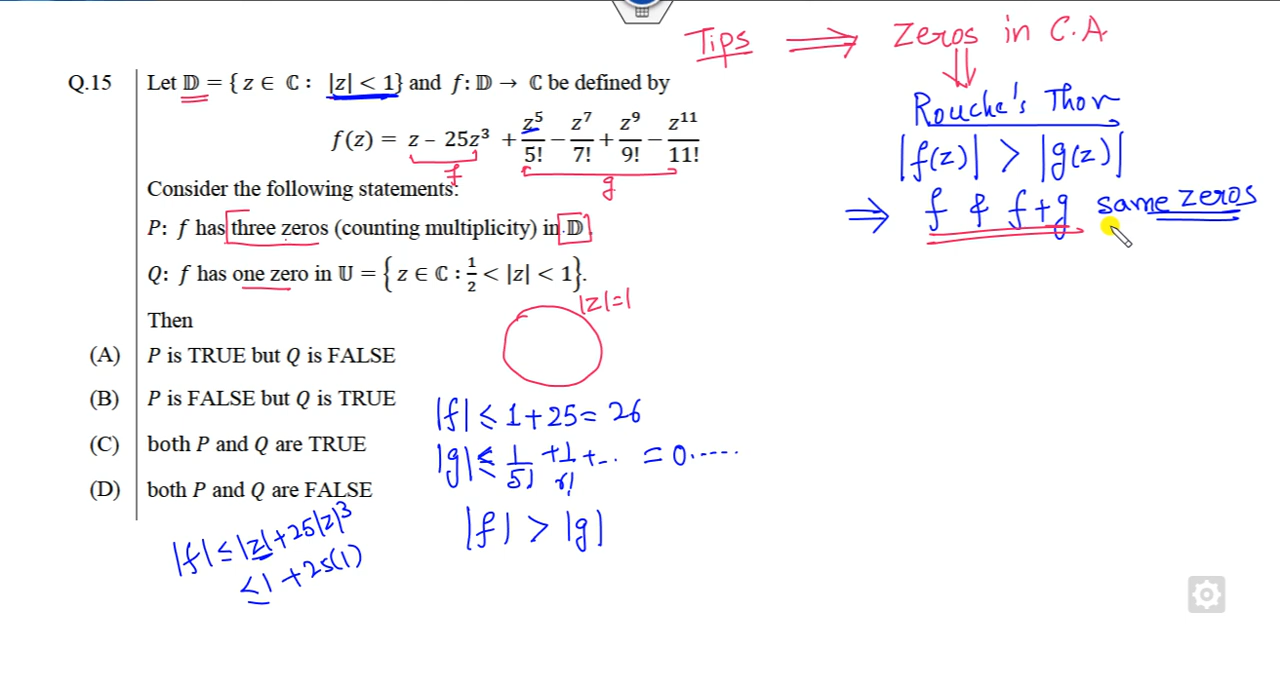 Tips ⟹ Zeros in C.A.
⇓
Rouche's Thor
|f(z)| > |g(z)|
⟹ f & f+g same zeros
Q.15 Let 𝔻 = { z ∈ ℂ : |z| < 1} and f: 𝔻 → ℂ be defined by
f(z) = z − 25z³ + z⁵/5! − z⁷/7! + z⁹/9! − z¹¹/11!
f g
Consider the following statements:
P: f has three zeros (counting multiplicity) in 𝔻.
Q: f has one zero in 𝕌 = { z ∈ ℂ : 1/2 < |z| < 1}.
|z|=1
Then
(A) P is TRUE but Q is FALSE
(B) P is FALSE but Q is TRUE
(C) both P and Q are TRUE
(D) both P and Q are FALSE
|f| ≤ 1 + 25 = 26
|g| ≤ 1/5! + 1/7! + ... = 0.....
|f| > |g|
|f| ≤ |z| + 25|z|³
< 1 + 25(1)